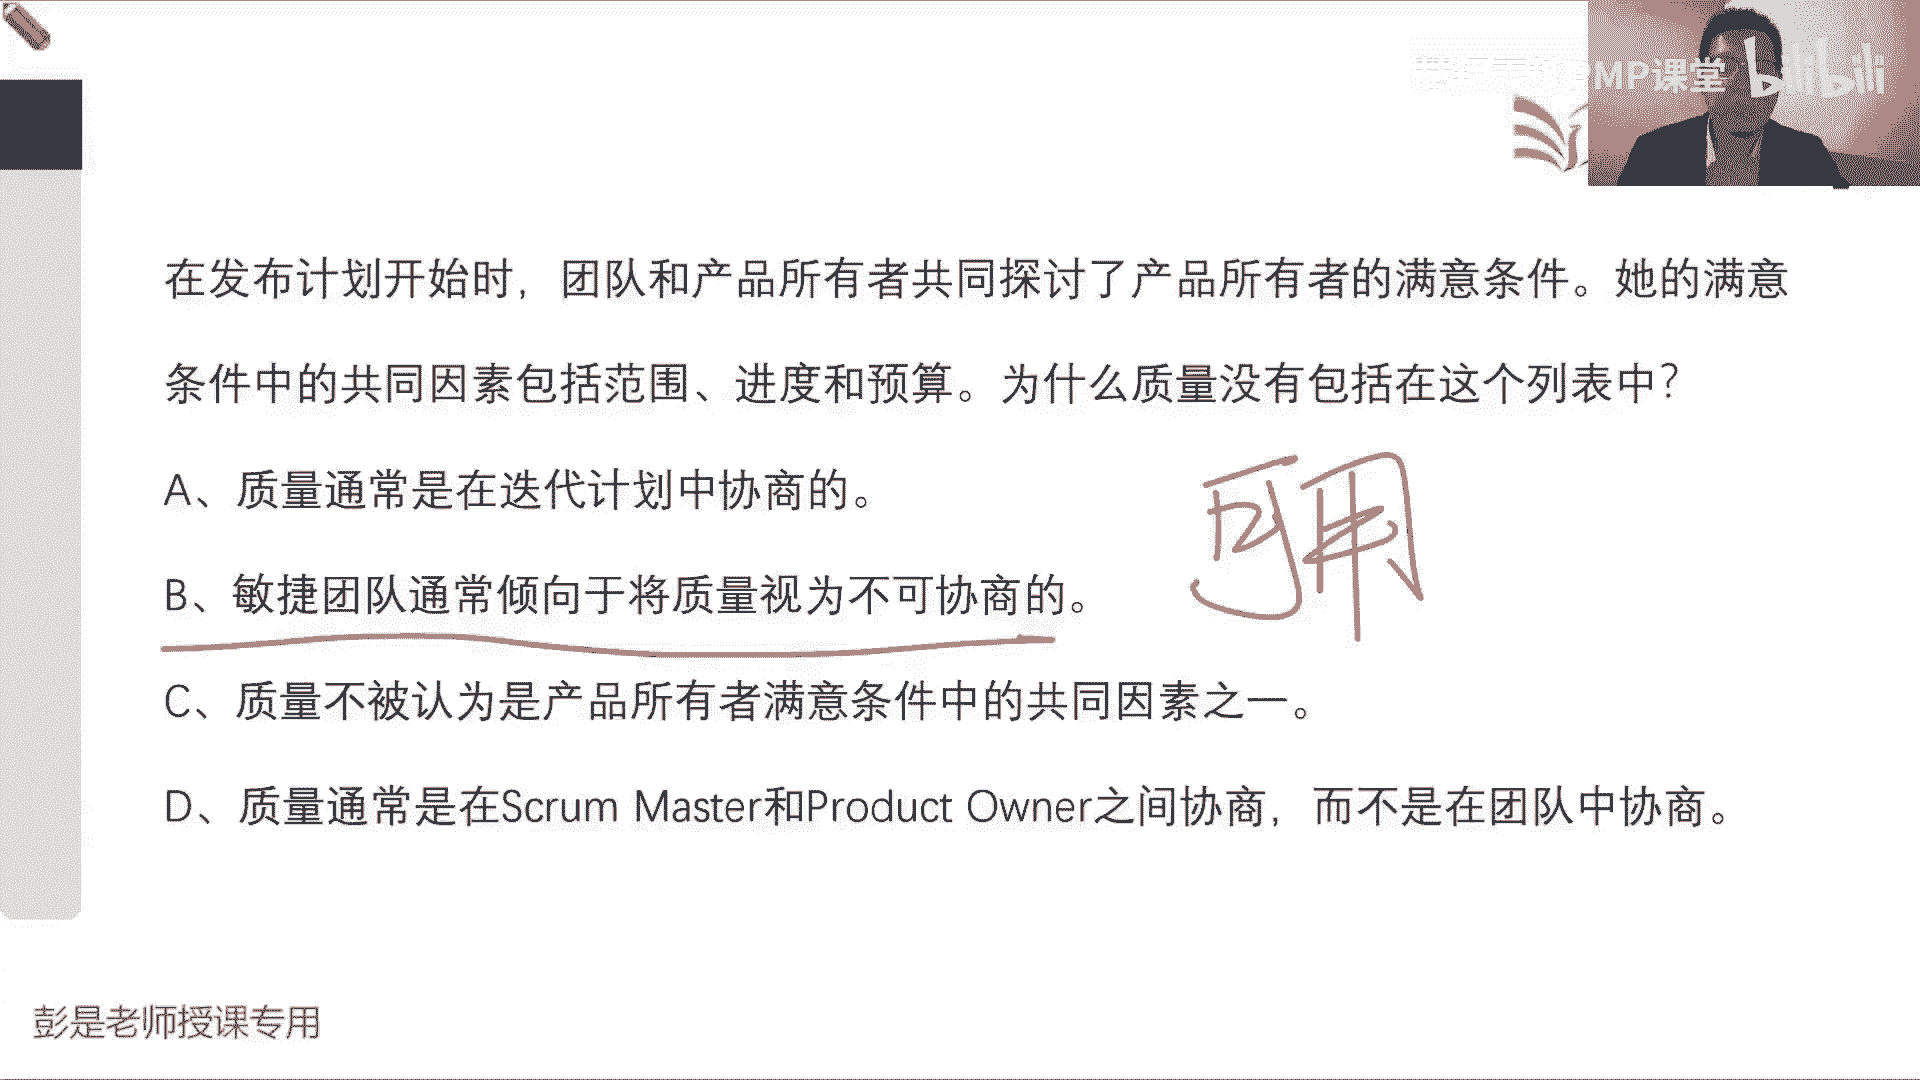 PMP课堂 bilibili
在发布计划开始时，团队和产品所有者共同探讨了产品所有者的满意条件。她的满意
条件中的共同因素包括范围、进度和预算。为什么质量没有包括在这个列表中？
A、质量通常是在迭代计划中协商的。
可用
B、敏捷团队通常倾向于将质量视为不可协商的。
C、质量不被认为是产品所有者满意条件中的共同因素之一。
D、质量通常是在Scrum Master和Product Owner之间协商，而不是在团队中协商。
彭是老师授课专用